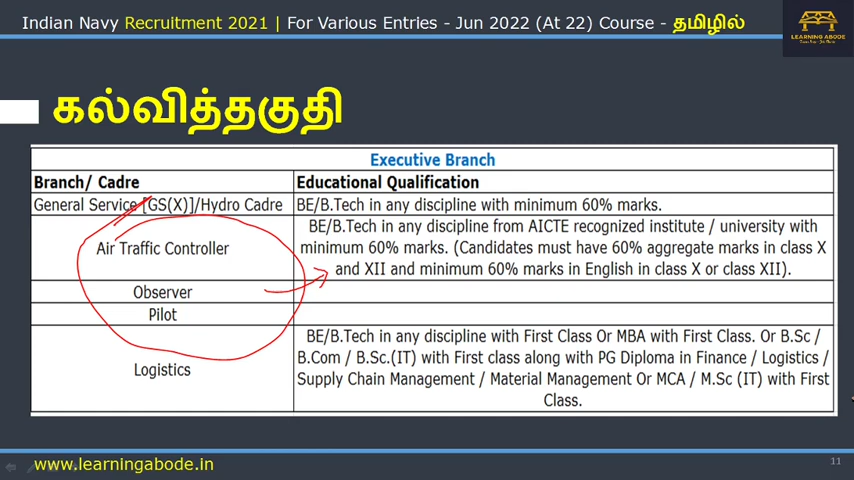 Indian Navy Recruitment 2021 | For Various Entries - Jun 2022 (At 22) Course - தமிழில்
LEARNING ABODE
கல்வித்தகுதி
Executive Branch
Branch/ Cadre Educational Qualification
General Service [GS(X)]/Hydro Cadre BE/B.Tech in any discipline with minimum 60% marks.
Air Traffic Controller
BE/B.Tech in any discipline from AICTE recognized institute / university with
minimum 60% marks. (Candidates must have 60% aggregate marks in class X
and XII and minimum 60% marks in English in class X or class XII).
Observer
Pilot
Logistics
BE/B.Tech in any discipline with First Class Or MBA with First Class. Or B.Sc /
B.Com / B.Sc.(IT) with First class along with PG Diploma in Finance / Logistics /
Supply Chain Management / Material Management Or MCA / M.Sc (IT) with First
Class.
www.learningabode.in
11